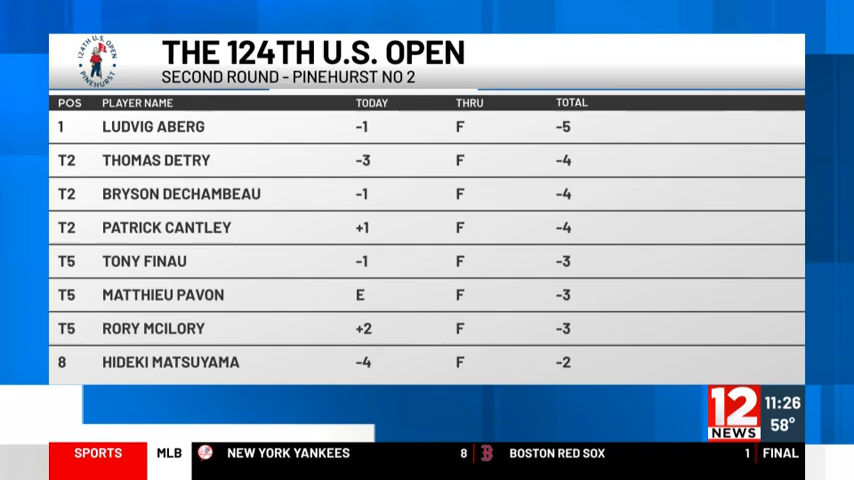 124TH U.S. OPEN
PINEHURST
THE 124TH U.S. OPEN
SECOND ROUND - PINEHURST NO 2
POS PLAYER NAME TODAY THRU TOTAL
1 LUDVIG ABERG -1 F -5
T2 THOMAS DETRY -3 F -4
T2 BRYSON DECHAMBEAU -1 F -4
T2 PATRICK CANTLEY +1 F -4
T5 TONY FINAU -1 F -3
T5 MATTHIEU PAVON E F -3
T5 RORY MCILORY +2 F -3
8 HIDEKI MATSUYAMA -4 F -2
12 NEWS 11:26
58°
SPORTS MLB NEW YORK YANKEES 8 B BOSTON RED SOX 1 FINAL